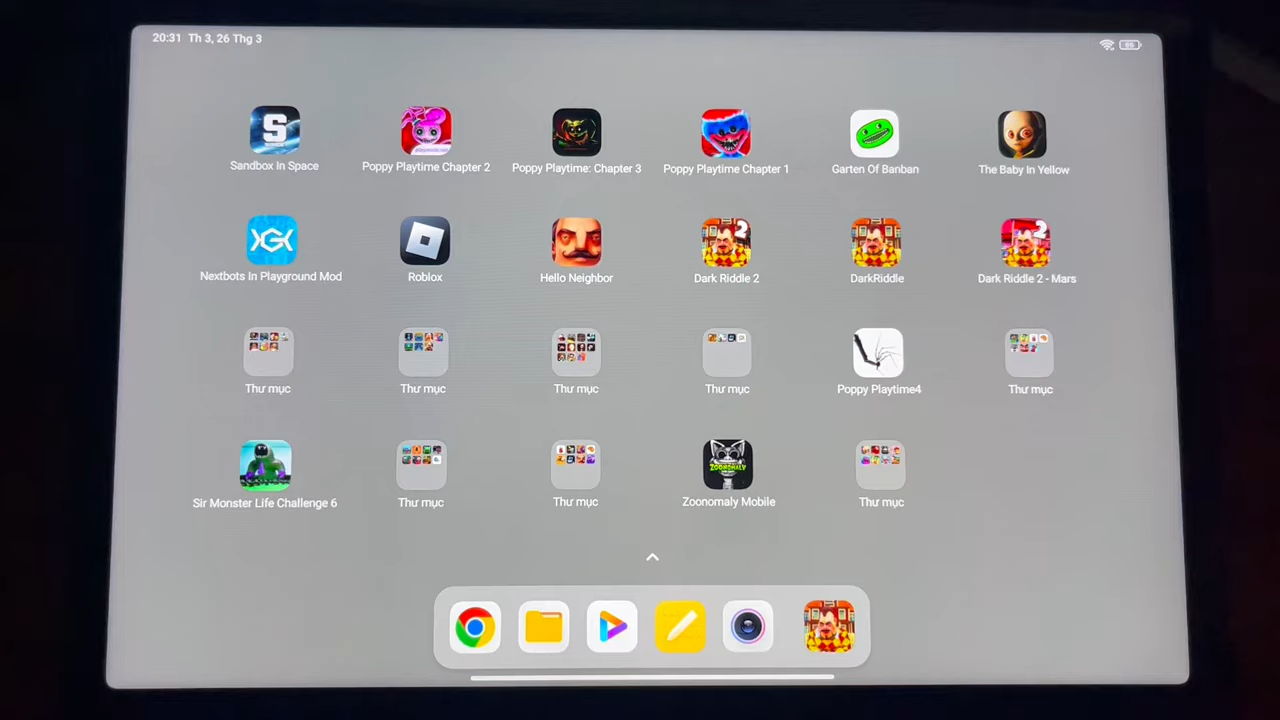 20:31 Th 3, 26 Thg 3
S
Sandbox In Space
Poppy Playtime Chapter 2
Poppy Playtime: Chapter 3
Poppy Playtime Chapter 1
Garten Of Banban
The Baby In Yellow
Nextbots In Playground Mod
Roblox
Hello Neighbor
2
Dark Riddle 2
DarkRiddle
2
Dark Riddle 2 - Mars
Thư mục
Thư mục
Thư mục
Thư mục
Poppy Playtime4
Thư mục
Sir Monster Life Challenge 6
Thư mục
Thư mục
ZOONOMALY
Zoonomaly Mobile
Thư mục